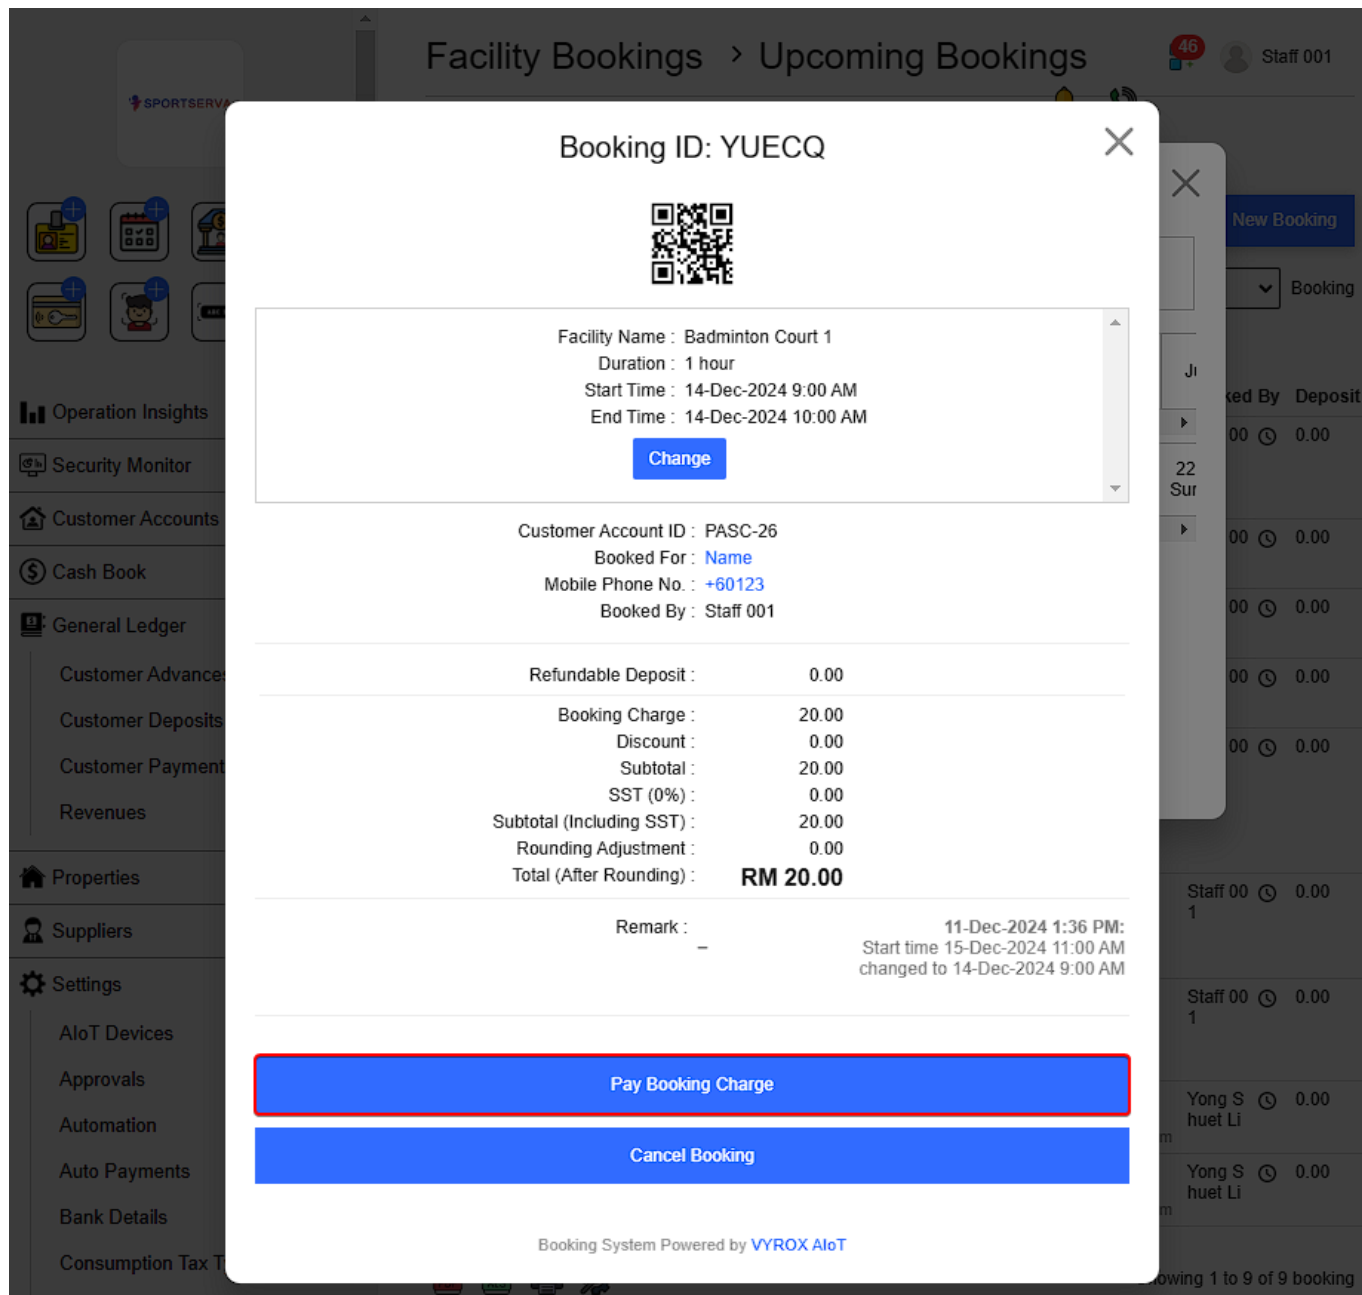 Facility Bookings > Upcoming Bookings
46
Staff 001
SPORTSERVA
Booking ID: YUECQ
New Booking
Booking
Facility Name : Badminton Court 1
Duration : 1 hour
Start Time : 14-Dec-2024 9:00 AM
End Time : 14-Dec-2024 10:00 AM
Change
Customer Account ID : PASC-26
Booked For : Name
Mobile Phone No. : +60123
Booked By : Staff 001
Refundable Deposit : 0.00
Booking Charge : 20.00
Discount : 0.00
Subtotal : 20.00
SST (0%) : 0.00
Subtotal (Including SST) : 20.00
Rounding Adjustment : 0.00
Total (After Rounding) : RM 20.00
Remark :
–
11-Dec-2024 1:36 PM:
Start time 15-Dec-2024 11:00 AM
changed to 14-Dec-2024 9:00 AM
Pay Booking Charge
Cancel Booking
Booking System Powered by VYROX AIoT
Operation Insights
Security Monitor
Customer Accounts
Cash Book
General Ledger
Customer Advances
Customer Deposits
Customer Payment
Revenues
Properties
Suppliers
Settings
AIoT Devices
Approvals
Automation
Auto Payments
Bank Details
Consumption Tax T
Ju
ked By Deposit
00 0.00
22
Sun
00 0.00
00 0.00
00 0.00
00 0.00
Staff 00 0.00
1
Staff 00 0.00
1
Yong S 0.00
huet Li
m
Yong S 0.00
huet Li
m
owing 1 to 9 of 9 booking